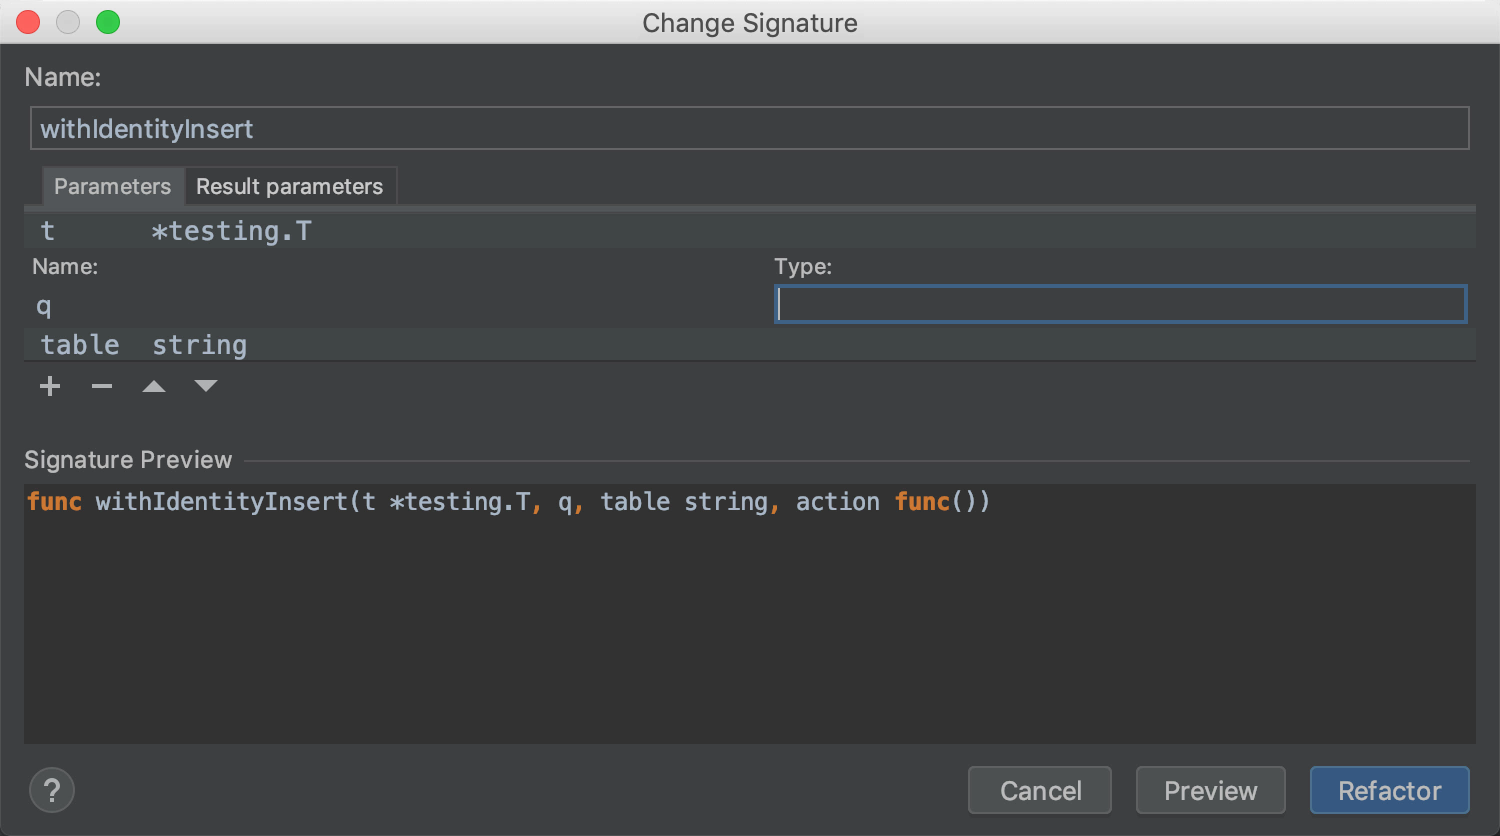 Change Signature
Name:
withIdentityInsert
Parameters Result parameters
t *testing.T
Name: Type:
q
table string
Signature Preview
func withIdentityInsert(t *testing.T, q, table string, action func())
? Cancel Preview Refactor